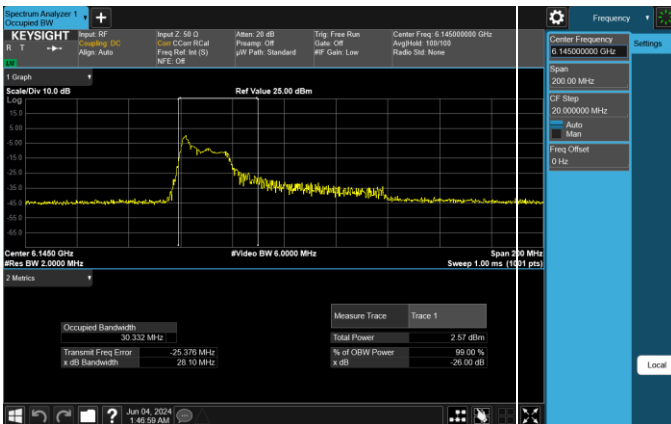 Spectrum Analyzer 1
Occupied BW
+
KEYSIGHT
R T
LW
Input: RF
Coupling: DC
Align: Auto
Input Z: 50 Ω
Corr CCorr RCal
Freq Ref: Int (S)
NFE: Off
Atten: 20 dB
Preamp: Off
µW Path: Standard
Trig: Free Run
Gate: Off
#IF Gain: Low
Center Freq: 6.145000000 GHz
Avg|Hold: 100/100
Radio Std: None
1 Graph
Scale/Div 10.0 dB
Ref Value 25.00 dBm
Log
15.0
5.00
-5.00
-15.0
-25.0
-35.0
-45.0
-55.0
-65.0
Center 6.1450 GHz
#Video BW 6.0000 MHz
Span 200 MHz
#Res BW 2.0000 MHz
Sweep 1.00 ms (1001 pts)
2 Metrics
Measure Trace
Trace 1
Occupied Bandwidth
30.332 MHz
Total Power
2.57 dBm
Transmit Freq Error
-25.376 MHz
% of OBW Power
99.00 %
x dB Bandwidth
28.10 MHz
x dB
-26.00 dB
?
Jun 04, 2024
1:46:59 AM
Frequency
Settings
Center Frequency
6.145000000 GHz
Span
200.00 MHz
CF Step
20.000000 MHz
Auto
Man
Freq Offset
0 Hz
Local